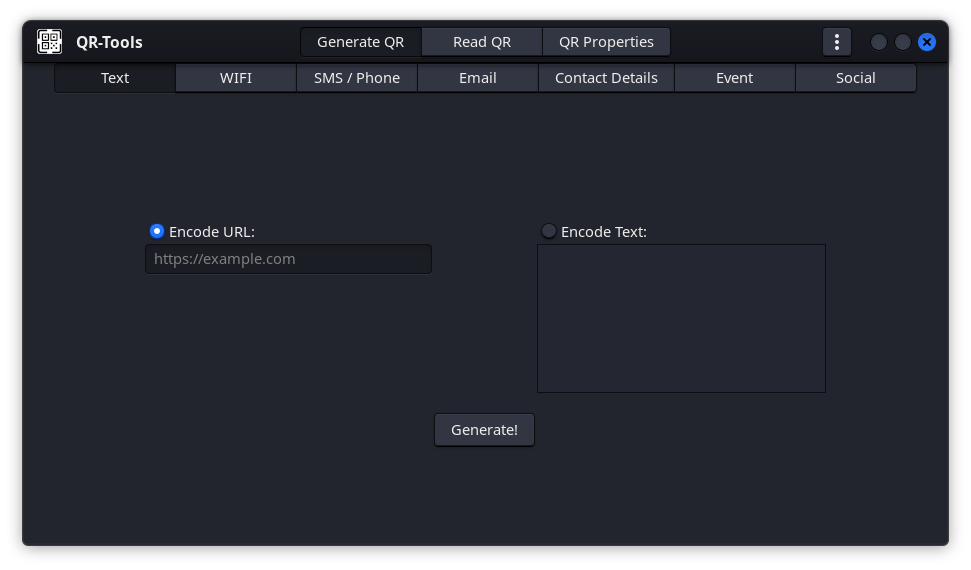 QR-Tools
Generate QR
Read QR
QR Properties
Text
WIFI
SMS / Phone
Email
Contact Details
Event
Social
Encode URL:
https://example.com
Encode Text:
Generate!